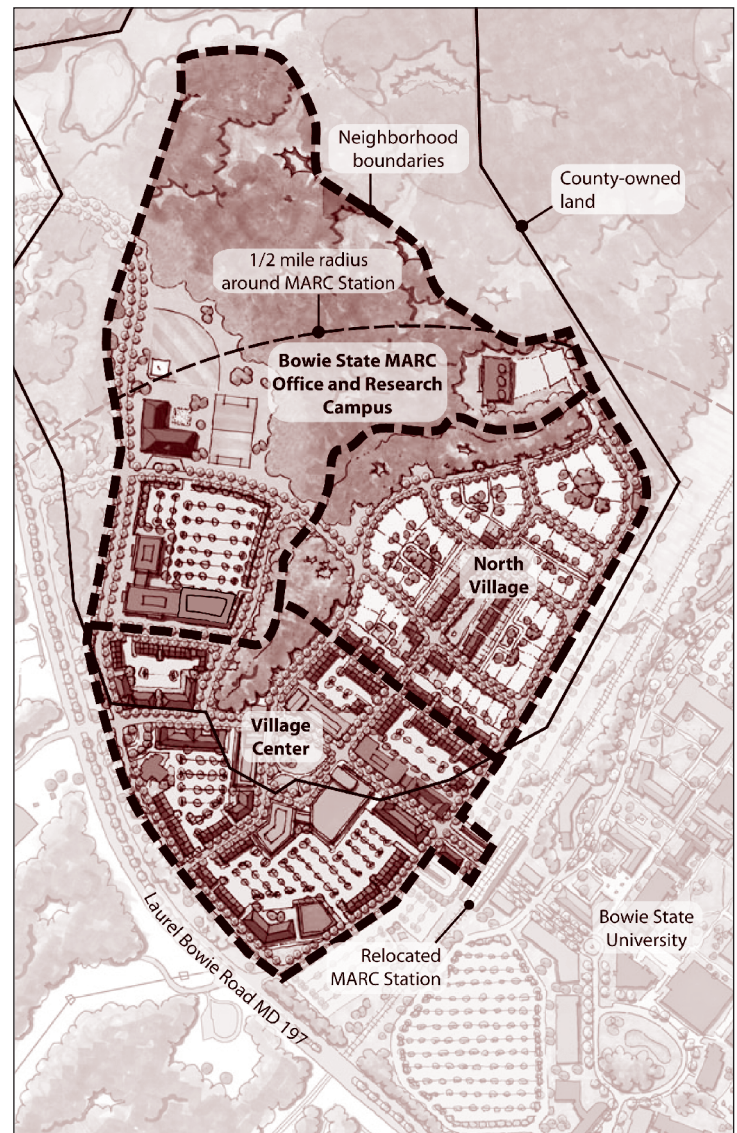 Neighborhood
boundaries
County-owned
land
1/2 mile radius
around MARC Station
Bowie State MARC
Office and Research
Campus
North
Village
Village
Center
Laurel Bowie Road MD 197
Relocated
MARC Station
Bowie State
University